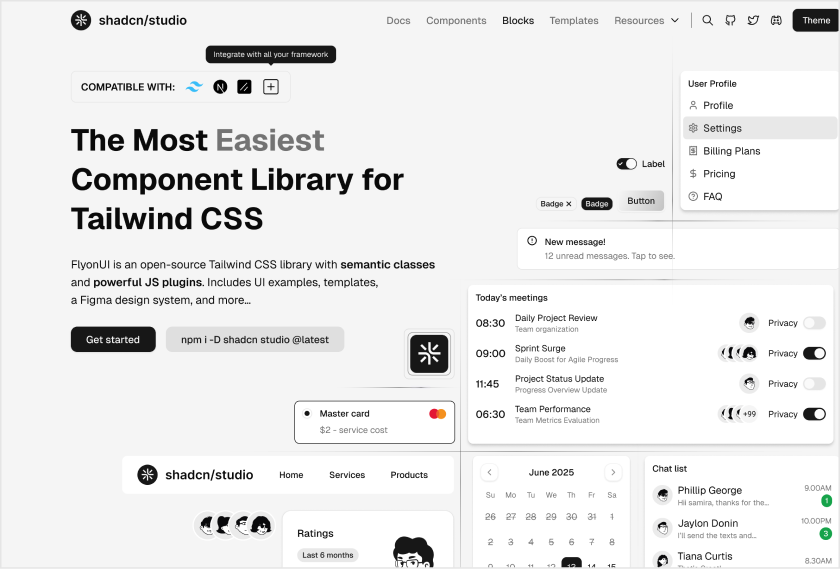 shadcn/studio
Docs Components Blocks Templates Resources
Theme
Integrate with all your framework
COMPATIBLE WITH:
N
The Most Easiest
Component Library for
Tailwind CSS
FlyonUI is an open-source Tailwind CSS library with semantic classes
and powerful JS plugins. Includes UI examples, templates,
a Figma design system, and more...
Get started
npm i -D shadcn studio @latest
User Profile
Profile
Settings
Billing Plans
Pricing
FAQ
Label
Badge ×
Badge
Button
New message!
12 unread messages. Tap to see.
Today's meetings
08:30 Daily Project Review Privacy
Team organization
09:00 Sprint Surge Privacy
Daily Boost for Agile Progress
11:45 Project Status Update Privacy
Progress Overview Update
06:30 Team Performance +99 Privacy
Team Metrics Evaluation
Master card
$2 - service cost
shadcn/studio Home Services Products
Ratings
Last 6 months
June 2025
Su Mo Tu We Th Fr Sa
26 27 28 29 30 31 1
2 3 4 5 6 7 8
9 10 11 12 13 14 15
Chat list
Phillip George 9.00AM
Hii samira, thanks for the... 1
Jaylon Donin 10.00PM
I'll send the texts and... 3
Tiana Curtis 8.30AM